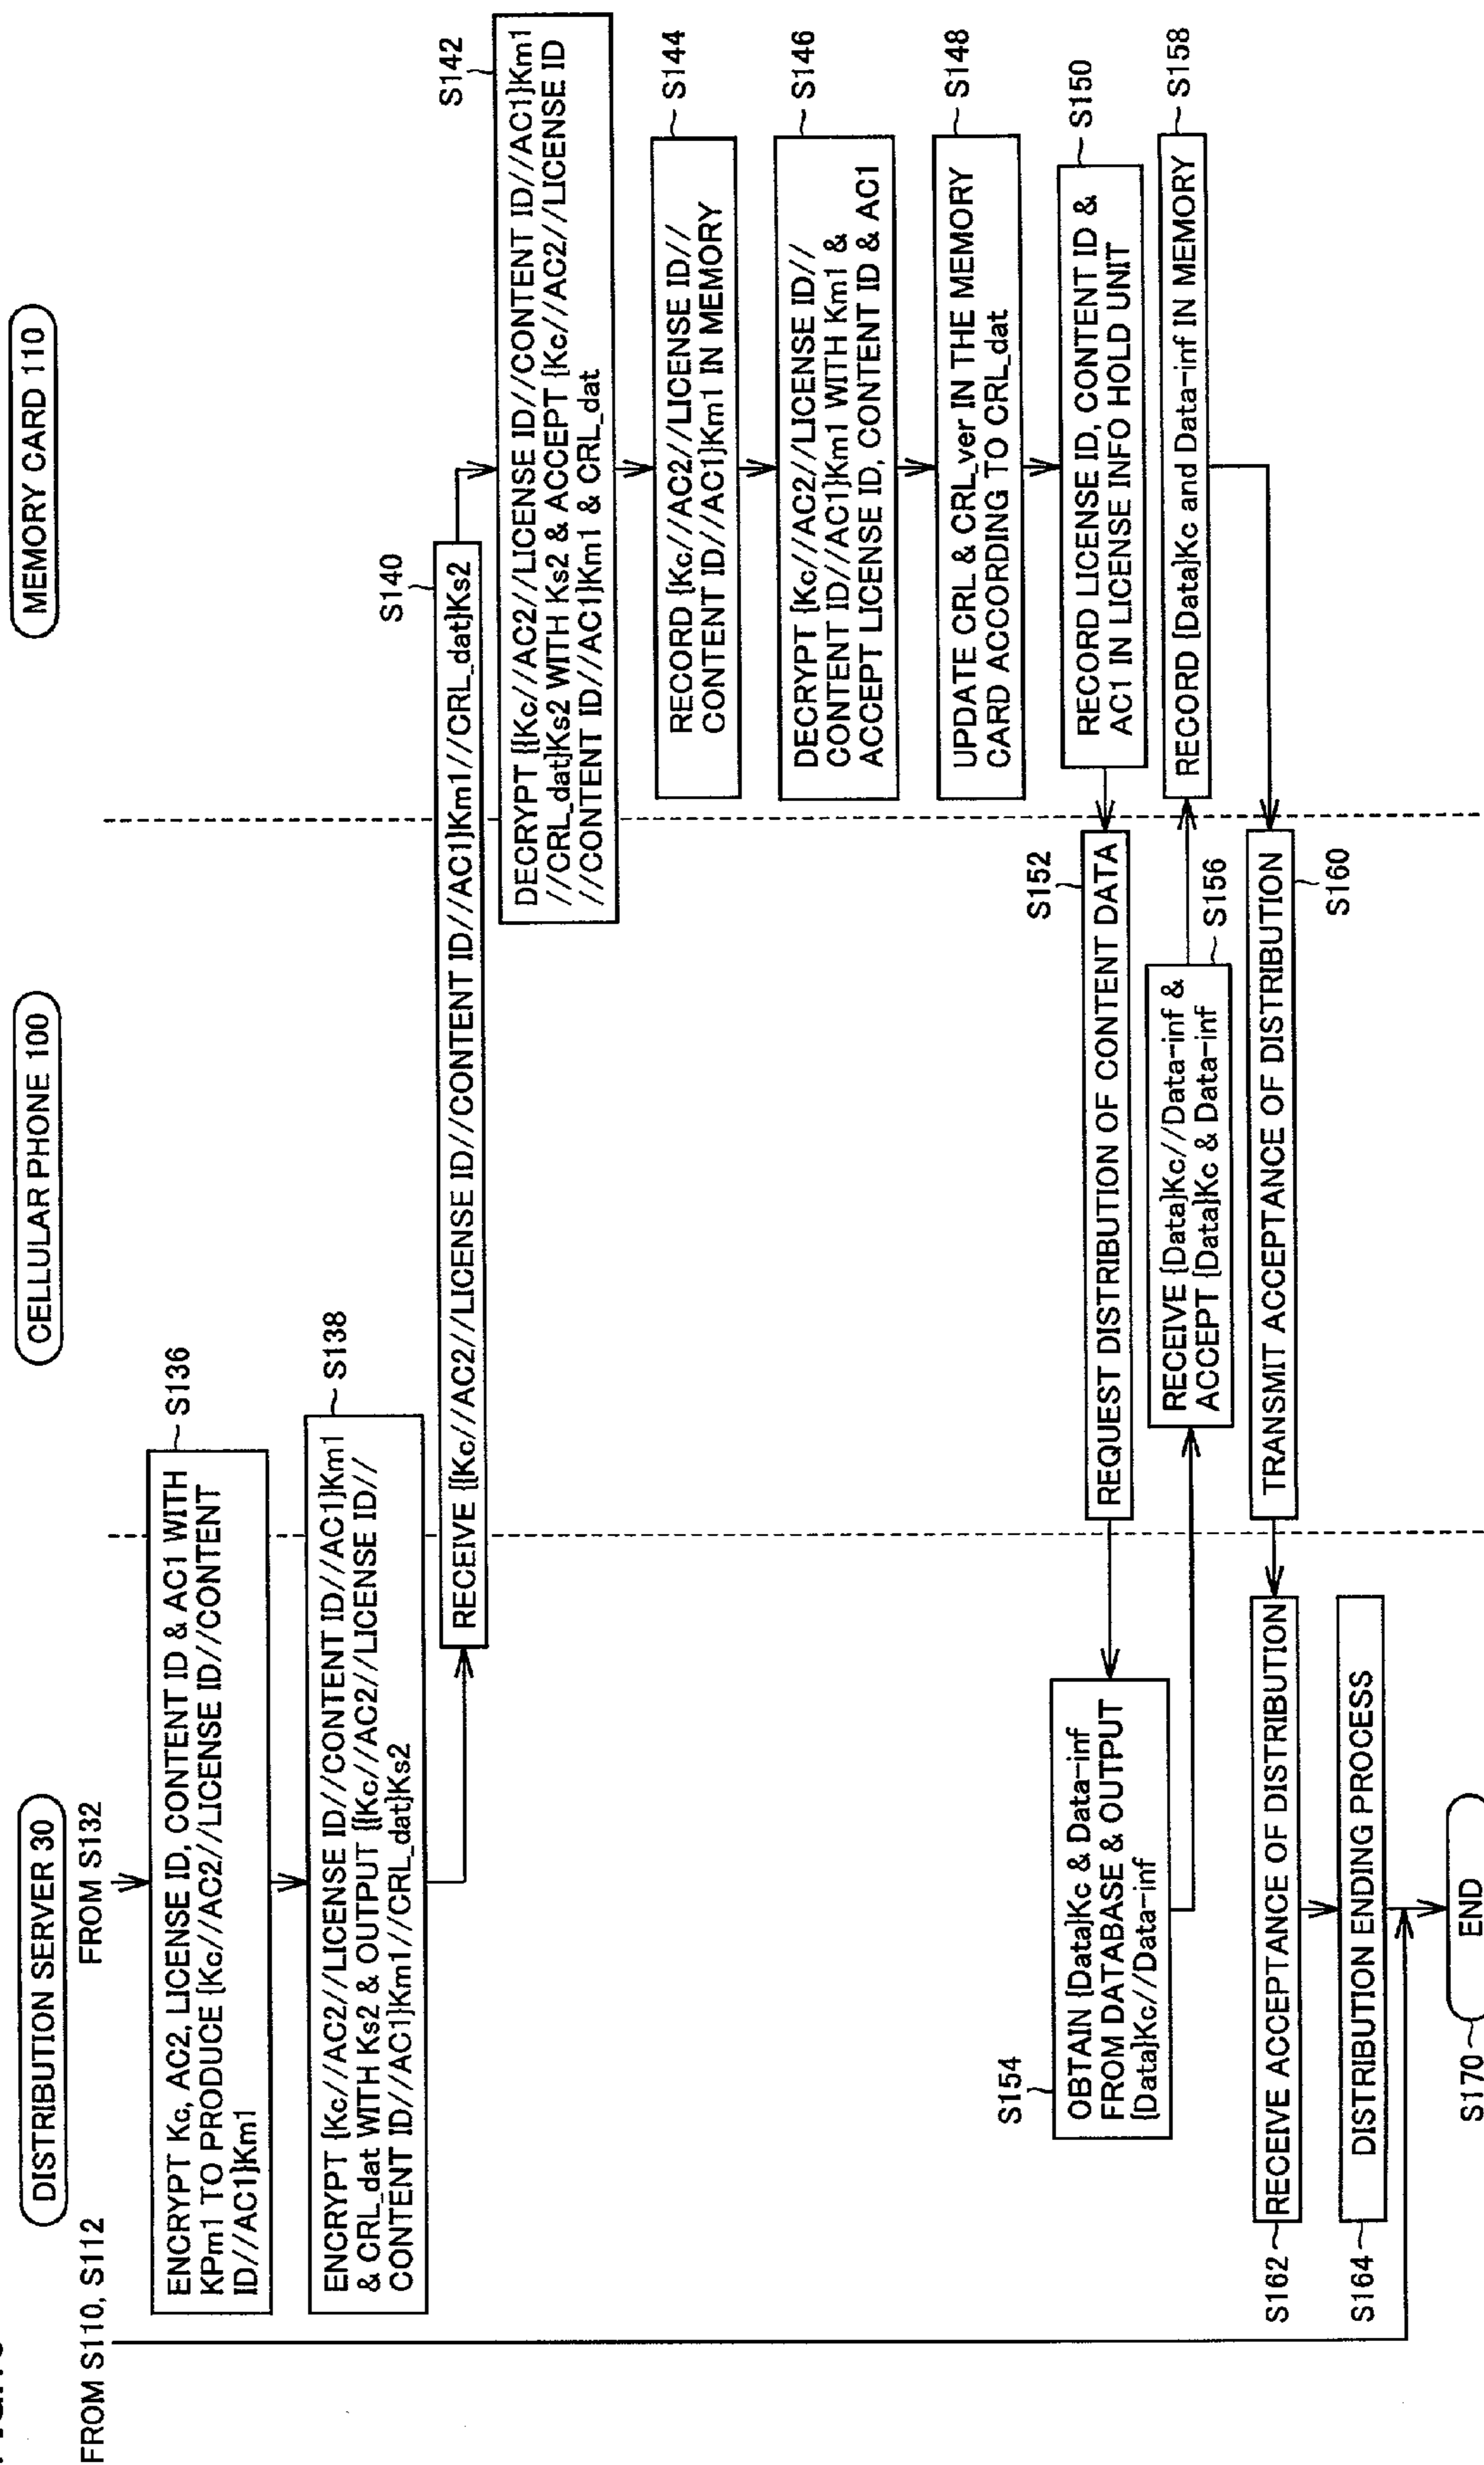 DISTRIBUTION SERVER 30
CELLULAR PHONE 100
MEMORY CARD 110
FROM S110, S112
FROM S132
S136
ENCRYPT Kc, AC2, LICENSE ID, CONTENT ID & AC1 WITH
KPm1 TO PRODUCE {Kc//AC2//LICENSE ID//CONTENT
ID//AC1}Km1
S138
ENCRYPT {Kc//AC2//LICENSE ID//CONTENT ID//AC1}Km1
& CRL_dat WITH Ks2 & OUTPUT {{Kc//AC2//LICENSE ID//
CONTENT ID//AC1}Km1//CRL_dat}Ks2
S140
RECEIVE {{Kc//AC2//LICENSE ID//CONTENT ID//AC1}Km1//CRL_dat}Ks2
S142
DECRYPT {{Kc//AC2//LICENSE ID//CONTENT ID//AC1}Km1
//CRL_dat}Ks2 WITH Ks2 & ACCEPT {Kc//AC2//LICENSE ID
//CONTENT ID//AC1}Km1 & CRL_dat
S144
RECORD {Kc//AC2//LICENSE ID//
CONTENT ID//AC1}Km1 IN MEMORY
S146
DECRYPT {Kc//AC2//LICENSE ID//
CONTENT ID//AC1}Km1 WITH Km1 &
ACCEPT LICENSE ID, CONTENT ID & AC1
S148
UPDATE CRL & CRL_ver IN THE MEMORY
CARD ACCORDING TO CRL_dat
S150
RECORD LICENSE ID, CONTENT ID &
AC1 IN LICENSE INFO HOLD UNIT
S152
REQUEST DISTRIBUTION OF CONTENT DATA
S154
OBTAIN {Data}Kc & Data-inf
FROM DATABASE & OUTPUT
{Data}Kc//Data-inf
S156
RECEIVE {Data}Kc//Data-inf &
ACCEPT {Data}Kc & Data-inf
S158
RECORD {Data}Kc and Data-inf IN MEMORY
S160
TRANSMIT ACCEPTANCE OF DISTRIBUTION
S162
RECEIVE ACCEPTANCE OF DISTRIBUTION
S164
DISTRIBUTION ENDING PROCESS
S170
END